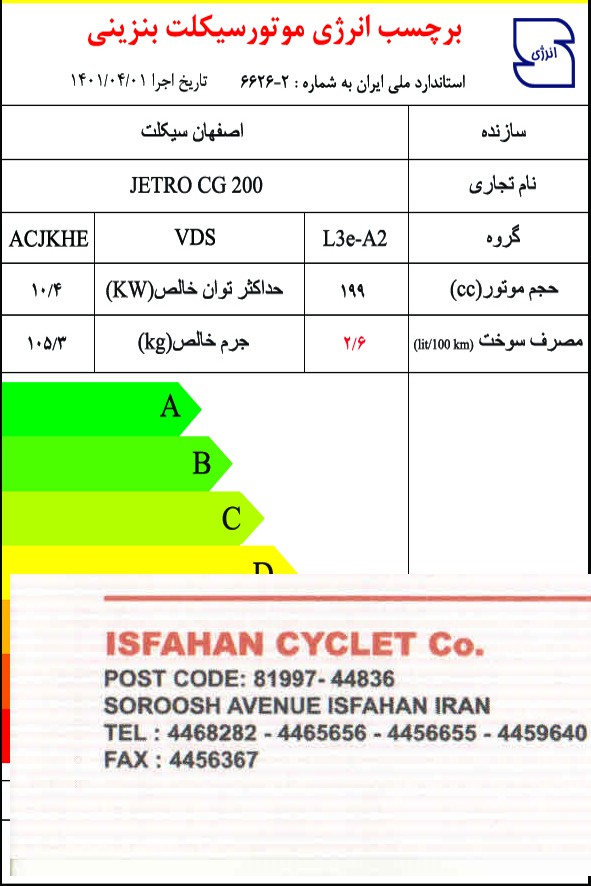 برچسب انرژی موتورسیکلت بنزینی
انرژی
استاندارد ملی ایران به شماره : ۲-۶۶۲۶ تاریخ اجرا ۱۴۰۱/۰۴/۰۱
سازنده اصفهان سیکلت
نام تجاری JETRO CG 200
گروه L3e-A2 VDS ACJKHE
حجم موتور(cc) ۱۹۹ حداکثر توان خالص(KW) ۱۰/۴
مصرف سوخت (lit/100 km) ۲/۶ جرم خالص(kg) ۱۰۵/۳
A
B
C
D
ISFAHAN CYCLET Co.
POST CODE: 81997- 44836
SOROOSH AVENUE ISFAHAN IRAN
TEL : 4468282 - 4465656 - 4456655 - 4459640
FAX : 4456367